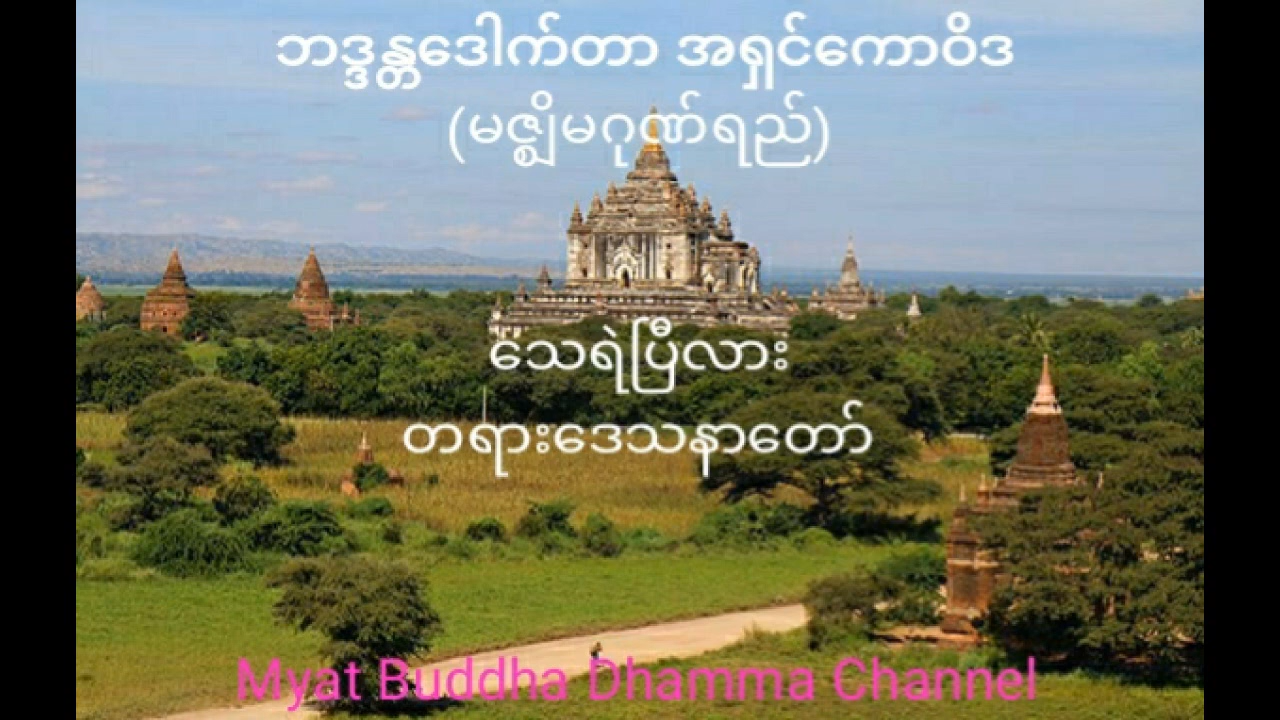 ဘဒ္ဒန္တဒေါက်တာ အရှင်ကောဝိဒ
(မဇ္ဈိမဂုဏ်ရည်)
သေရဲပြီလား
တရားဒေသနာတော်
Myat Buddha Dhamma Channel